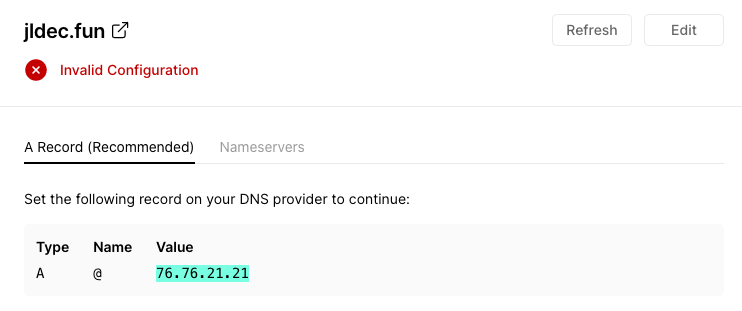 jldec.fun
Refresh Edit
Invalid Configuration
A Record (Recommended) Nameservers
Set the following record on your DNS provider to continue:
Type Name Value
A @ 76.76.21.21